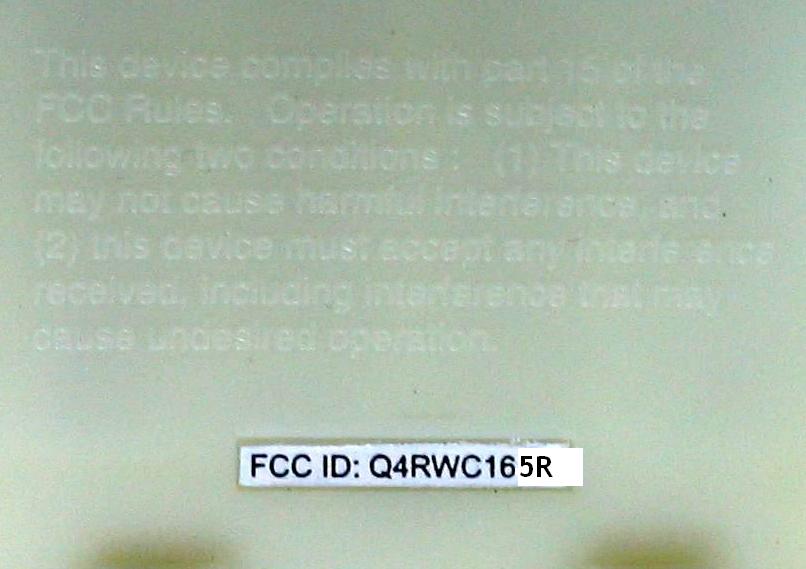 This device complies with part 15 of the
FCC Rules. Operation is subject to the
following two conditions : (1) This device
may not cause harmful interference, and
(2) this device must accept any interference
received, including interference that may
cause undesired operation.
FCC ID: Q4RWC165R